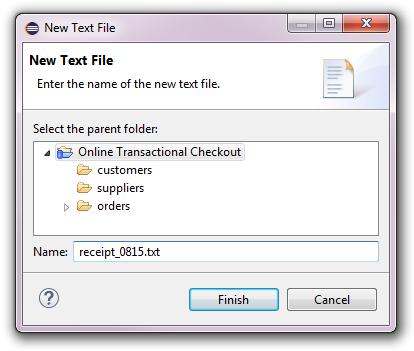 New Text File
New Text File
Enter the name of the new text file.
Select the parent folder:
Online Transactional Checkout
customers
suppliers
orders
Name: receipt_0815.txt
Finish Cancel